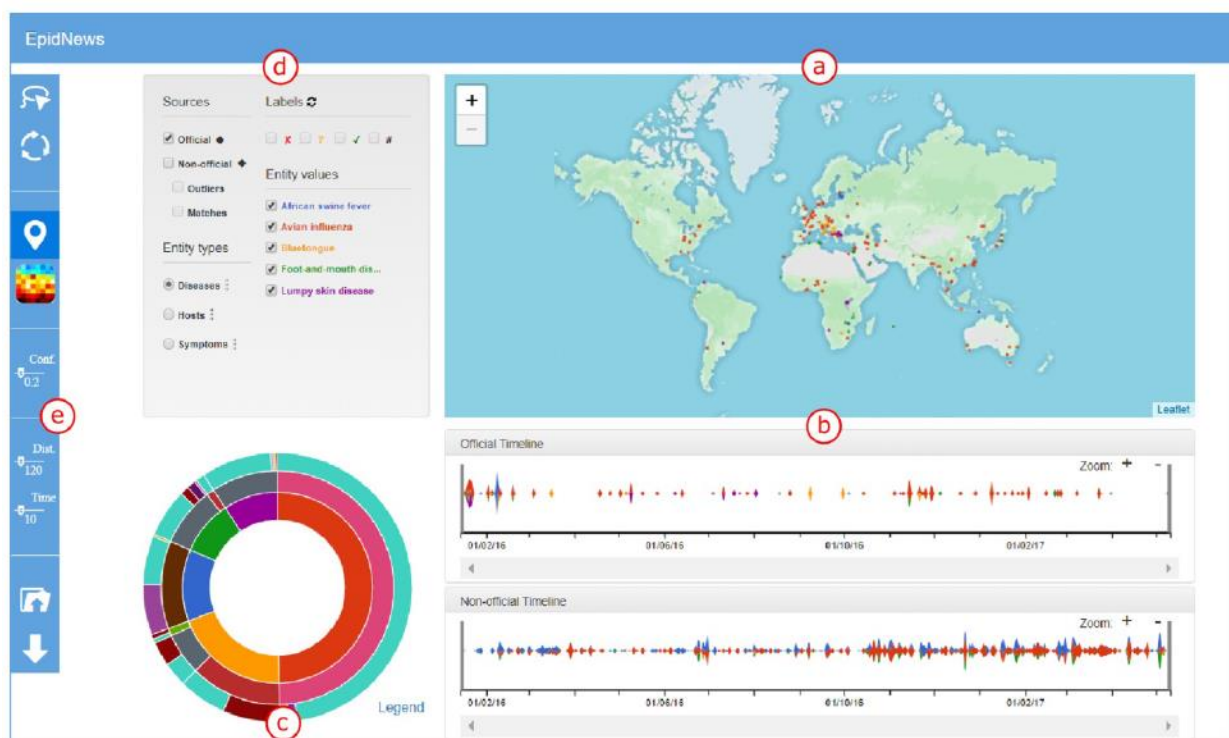 EpidNews
d
a
Sources
Labels
Official
Non-official
Outliers
Matches
Entity types
Diseases
Hosts
Symptoms
✗ ? ✓ #
Entity values
African swine fever
Avian influenza
Bluetongue
Foot-and-mouth dis...
Lumpy skin disease
+
-
Leaflet
Conf.
0.2
e
Dist.
120
Time
10
b
Official Timeline
Zoom: + -
01/02/16 01/06/16 01/10/16 01/02/17
Non-official Timeline
Zoom: + -
01/02/16 01/06/16 01/10/16 01/02/17
Legend
c